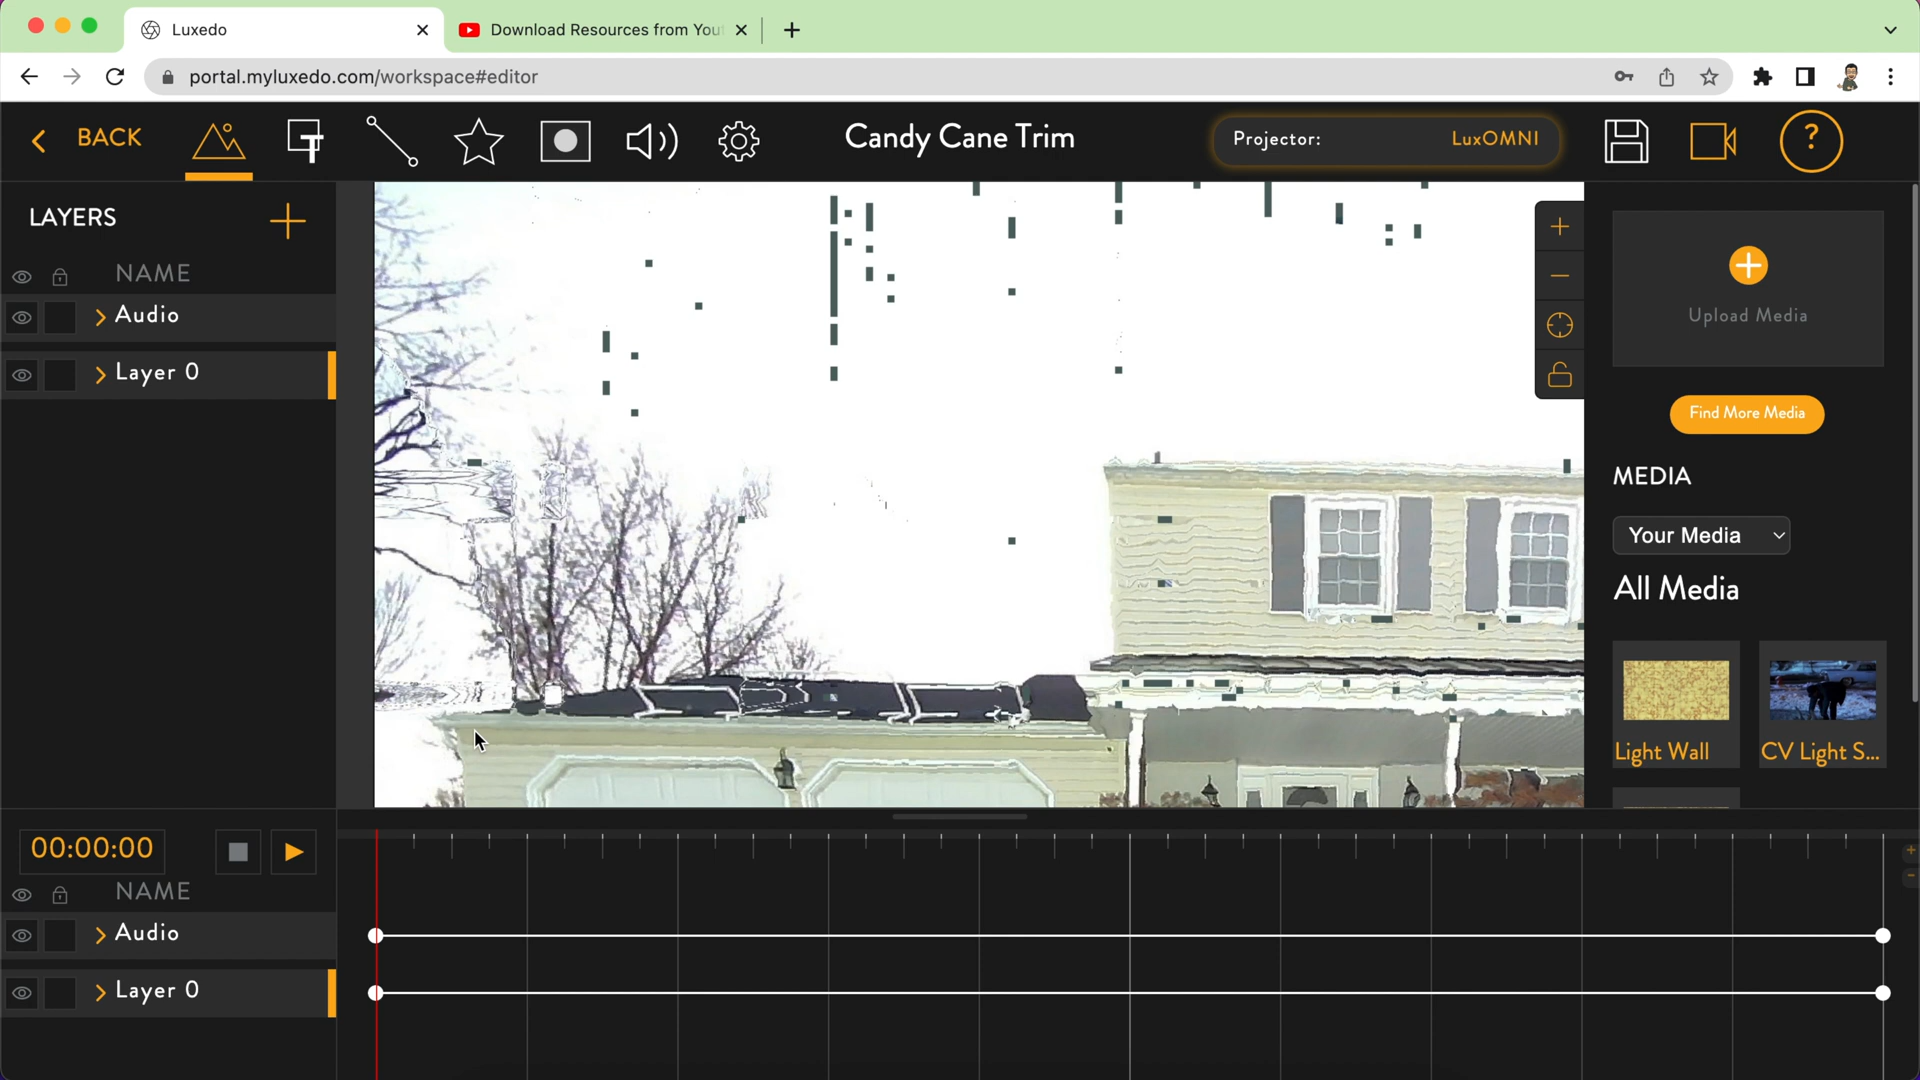 Luxedo
Download Resources from You
portal.myluxedo.com/workspace#editor
BACK
T
Candy Cane Trim
Projector:
LuxOMNI
?
LAYERS
NAME
Audio
Layer 0
Upload Media
Find More Media
MEDIA
Your Media
All Media
Light Wall
CV Light S...
00:00:00
NAME
Audio
Layer 0